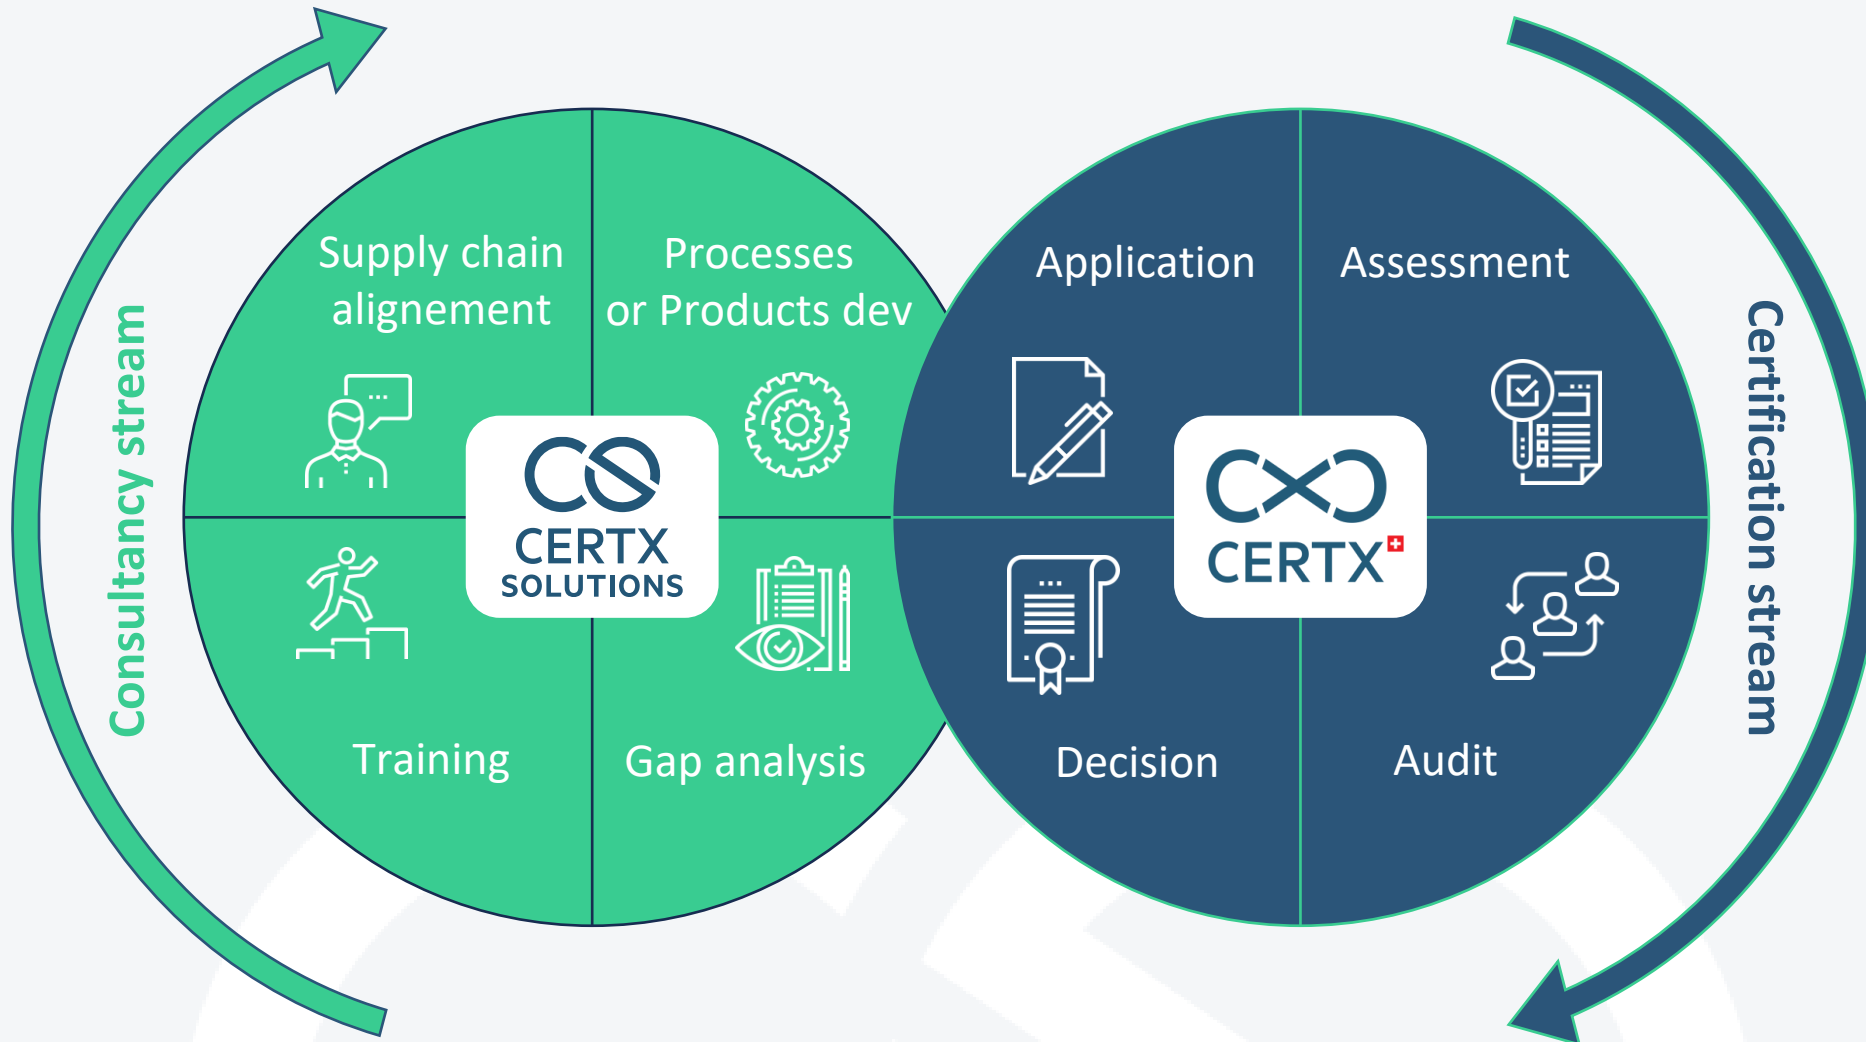 Consultancy stream
Supply chain
alignement
Processes
or Products dev
CERTX
SOLUTIONS
Training
Gap analysis
Application
Assessment
CERTX
Decision
Audit
Certification stream